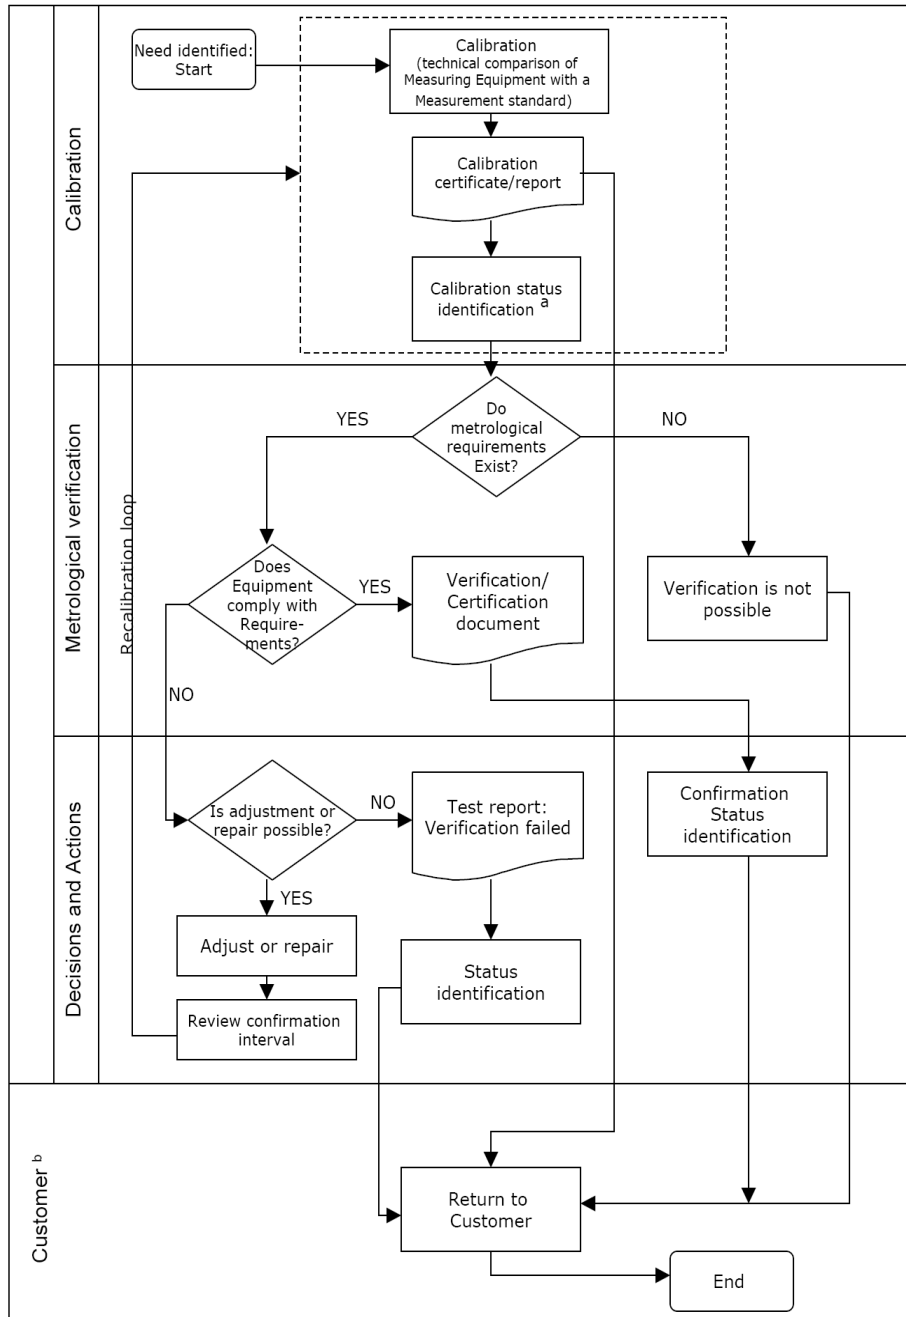 Need identified:
Start
Calibration
(technical comparison of
Measuring Equipment with a
Measurement standard)
Calibration
certificate/report
Calibration status
identification a
Calibration
Do
metrological
requirements
Exist?
YES
NO
Does
Equipment
comply with
Require-
ments?
YES
NO
Verification/
Certification
document
Verification is not
possible
Metrological verification
Recalibration loop
Is adjustment or
repair possible?
NO
YES
Test report:
Verification failed
Confirmation
Status
identification
Adjust or repair
Review confirmation
interval
Status
identification
Decisions and Actions
Return to
Customer
End
Customer b